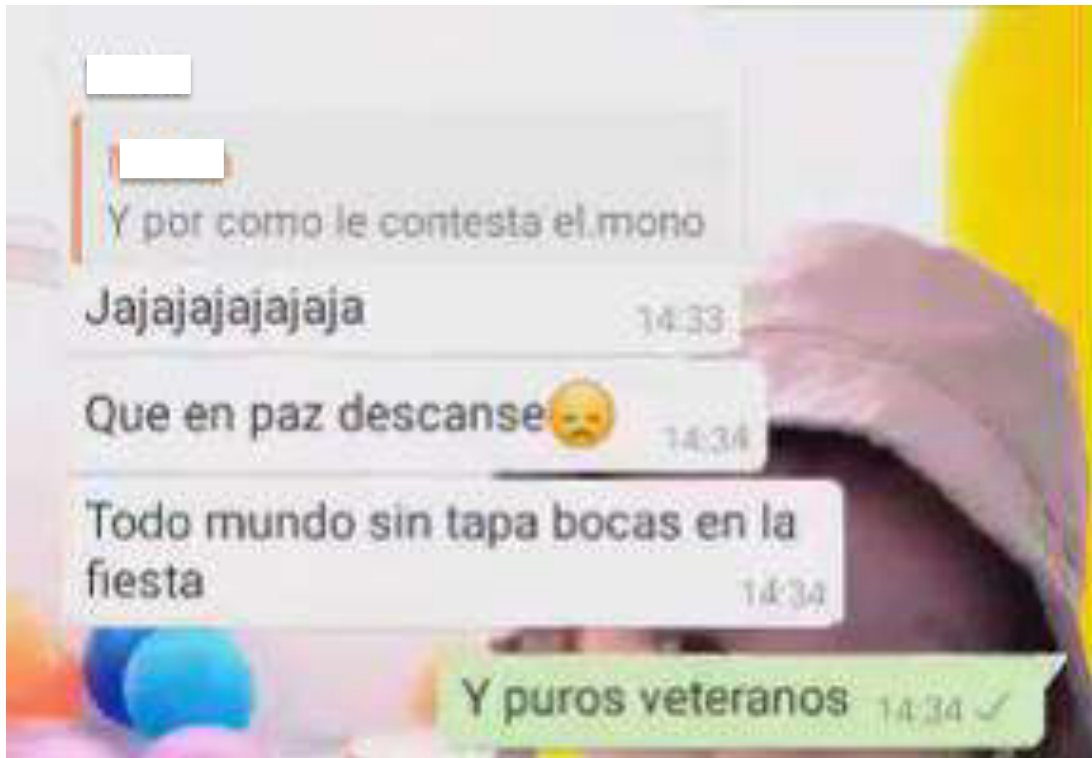 Y por como le contesta el.mono
Jajajajajajaja
14:33
Que en paz descanse😞
14:34
Todo mundo sin tapa bocas en la
fiesta
14:34
Y puros veteranos
14:34